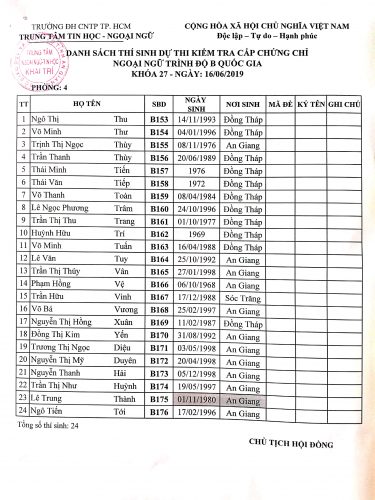 TRƯỜNG ĐH CNTP TP. HCM
TRUNG TÂM TIN HỌC - NGOẠI NGỮ
CỘNG HÒA XÃ HỘI CHỦ NGHĨA VIỆT NAM
Độc lập – Tự do – Hạnh phúc
TRUNG TÂM
NGOẠI NGỮ-TIN HỌC
KHAI TRÍ
DANH SÁCH THÍ SINH DỰ THI KIỂM TRA CẤP CHỨNG CHỈ
NGOẠI NGỮ TRÌNH ĐỘ B QUỐC GIA
KHÓA 27 - NGÀY: 16/06/2019
PHÒNG: 4
TT HỌ TÊN SBD NGÀY SINH NƠI SINH MÃ ĐỀ KÝ TÊN GHI CHÚ
1 Ngô Thị Thu B153 14/11/1993 Đồng Tháp
2 Võ Minh Thư B154 04/01/1996 Đồng Tháp
3 Trịnh Thị Ngọc Thùy B155 08/11/1976 An Giang
4 Trần Thanh Thùy B156 20/06/1989 Đồng Tháp
5 Thái Minh Tiến B157 1976 Đồng Tháp
6 Thái Văn Tiếp B158 1972 Đồng Tháp
7 Võ Thanh Toàn B159 08/04/1984 Đồng Tháp
8 Lê Ngọc Phương Trâm B160 24/10/1996 Đồng Tháp
9 Trần Thị Thu Trang B161 01/10/1977 Đồng Tháp
10 Huỳnh Hữu Trí B162 1969 Đồng Tháp
11 Võ Minh Tuấn B163 16/04/1988 Đồng Tháp
12 Lê Văn Tuy B164 25/10/1992 An Giang
13 Trần Thị Thúy Vân B165 27/01/1998 An Giang
14 Phạm Hồng Vệ B166 06/10/1968 An Giang
15 Trần Hữu Vinh B167 17/12/1988 Sóc Trăng
16 Võ Bá Vương B168 25/02/1997 An Giang
17 Nguyễn Thị Hồng Xuân B169 11/02/1987 Đồng Tháp
18 Đồng Thị Kim Yến B170 31/08/1992 An Giang
19 Trương Thị Ngọc Diệu B171 03/05/1998 An Giang
20 Nguyễn Thị Mỹ Duyên B172 20/04/1998 An Giang
21 Nguyễn Thanh Hải B173 05/12/1998 An Giang
22 Trần Thị Như Huỳnh B174 19/05/1997 An Giang
23 Lê Trung Thành B175 01/11/1980 An Giang
24 Ngô Tiến Tới B176 17/02/1996 An Giang
Tổng số thí sinh: 24
CHỦ TỊCH HỘI ĐỒNG